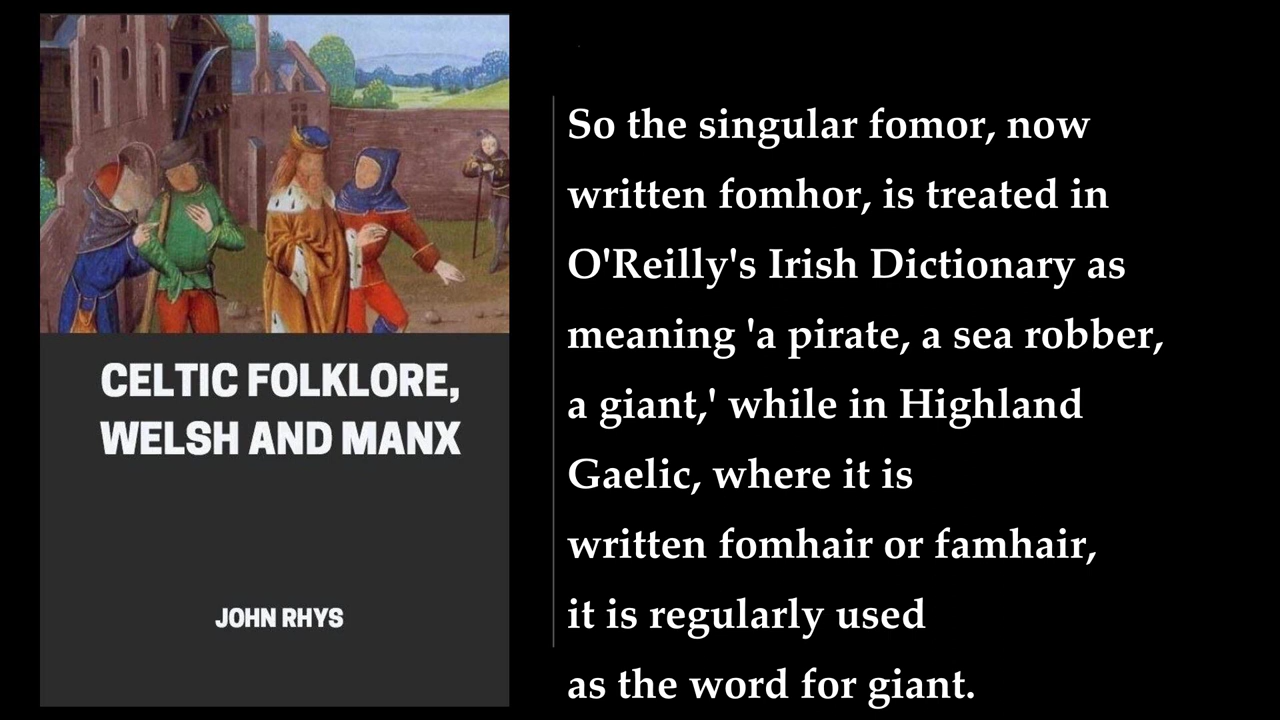 CELTIC FOLKLORE,
WELSH AND MANX
JOHN RHYS
So the singular fomor, now
written fomhor, is treated in
O'Reilly's Irish Dictionary as
meaning 'a pirate, a sea robber,
a giant,' while in Highland
Gaelic, where it is
written fomhair or famhair,
it is regularly used
as the word for giant.